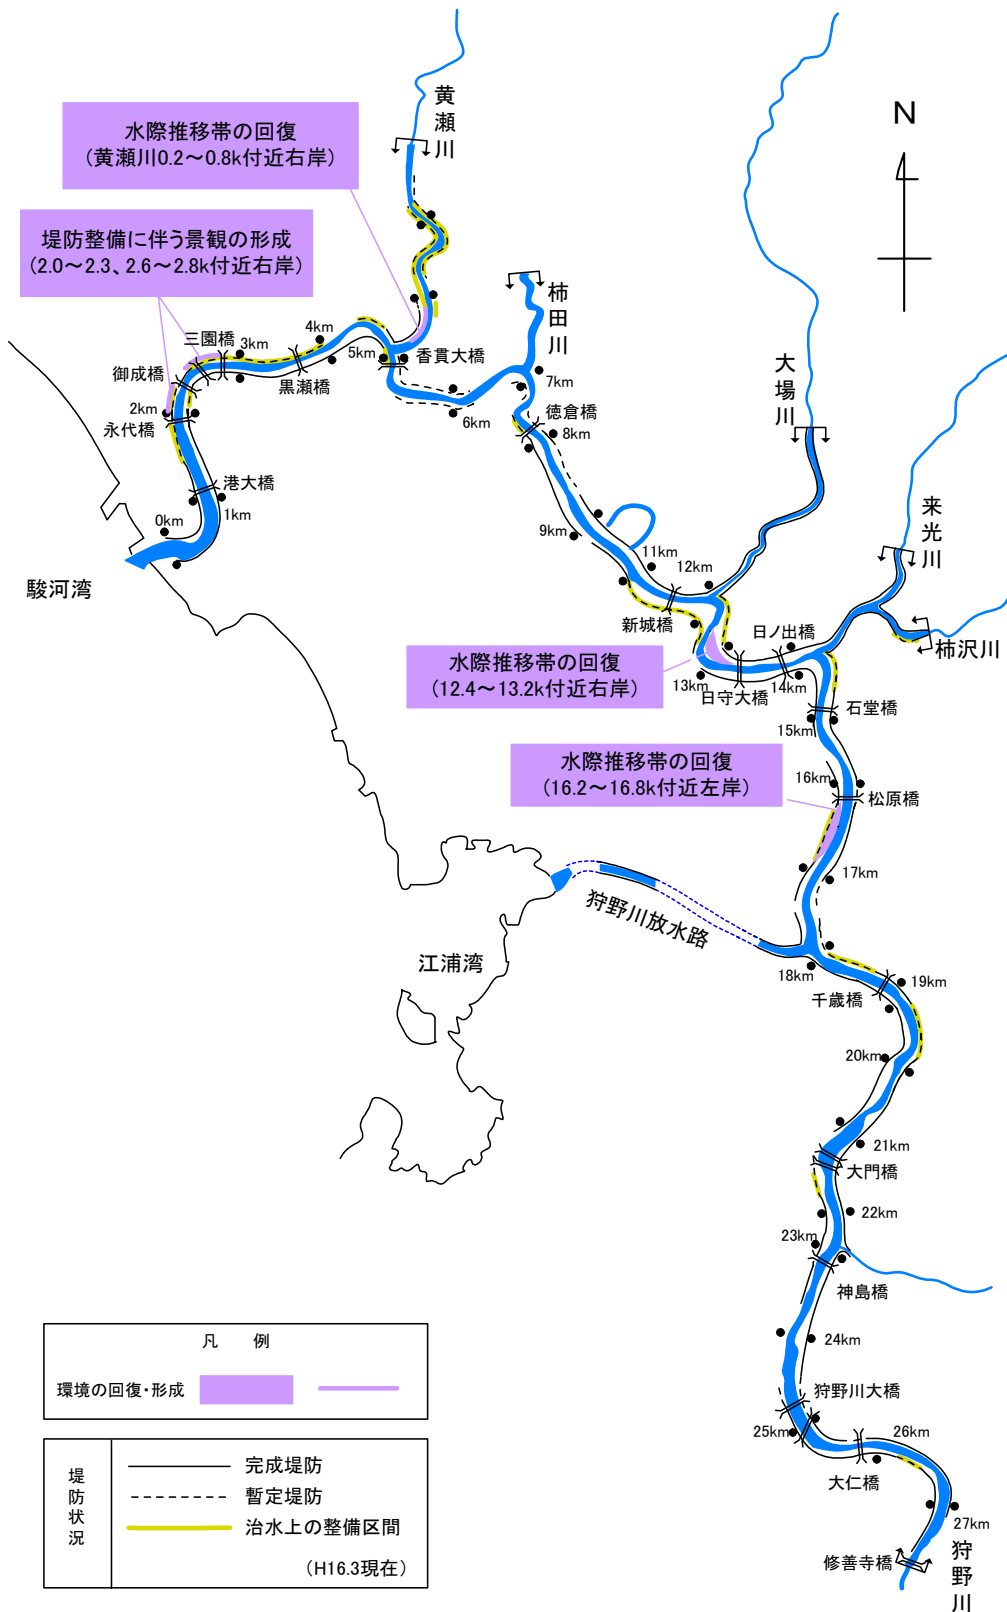 黄瀬川
N
水際推移帯の回復
(黄瀬川0.2～0.8k付近右岸)
堤防整備に伴う景観の形成
(2.0～2.3、2.6～2.8k付近右岸)
柿田川
大場川
三園橋
3km
4km
御成橋
黒瀬橋
5km
香貫大橋
7km
6km
2km
永代橋
徳倉橋
8km
港大橋
0km
1km
9km
来光川
駿河湾
11km
12km
新城橋
日ノ出橋
柿沢川
水際推移帯の回復
(12.4～13.2k付近右岸)
13km
日守大橋
14km
石堂橋
15km
水際推移帯の回復
(16.2～16.8k付近左岸)
16km
松原橋
17km
狩野川放水路
江浦湾
18km
千歳橋
19km
20km
21km
大門橋
22km
23km
神島橋
24km
狩野川大橋
25km
26km
大仁橋
27km
修善寺橋
狩野川
凡 例
環境の回復・形成
堤防状況
完成堤防
暫定堤防
治水上の整備区間
(H16.3現在)